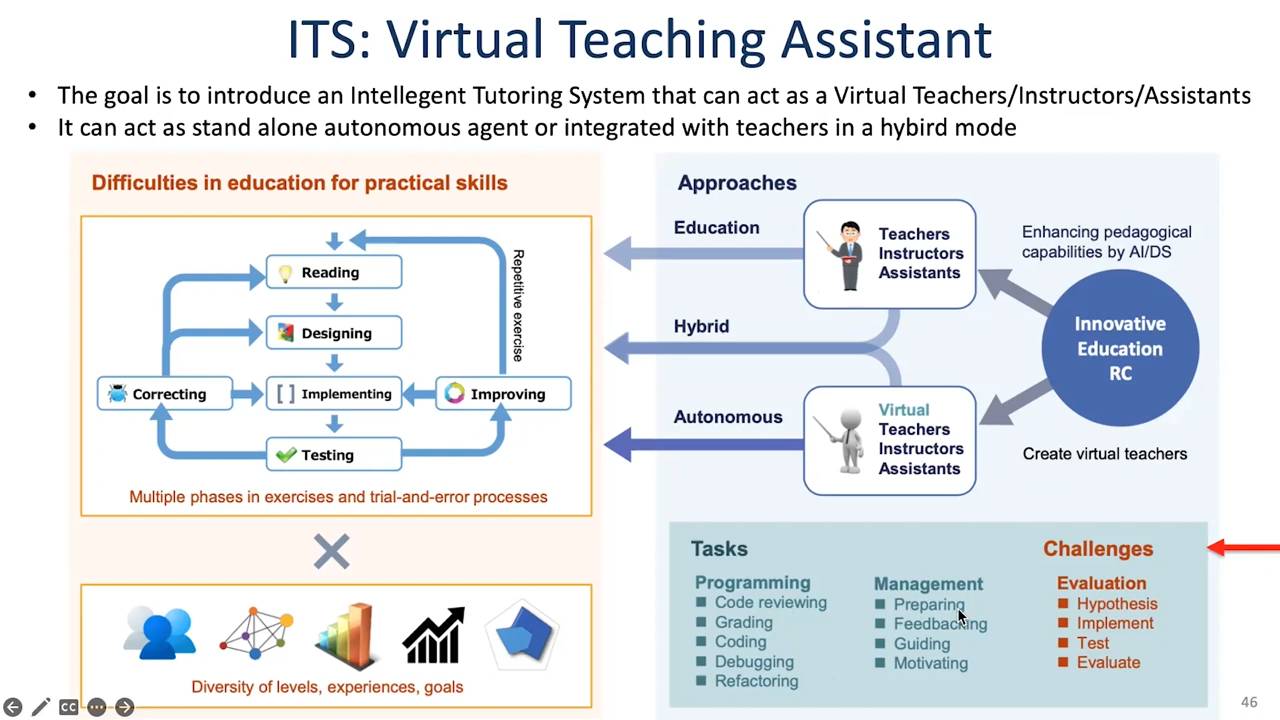 ITS: Virtual Teaching Assistant
• The goal is to introduce an Intellegent Tutoring System that can act as a Virtual Teachers/Instructors/Assistants
• It can act as stand alone autonomous agent or integrated with teachers in a hybird mode
Difficulties in education for practical skills
Reading
Designing
Correcting
[ ] Implementing
Improving
Testing
Repetitive exercise
Multiple phases in exercises and trial-and-error processes
Diversity of levels, experiences, goals
Approaches
Education
Teachers
Instructors
Assistants
Enhancing pedagogical
capabilities by AI/DS
Hybrid
Innovative
Education
RC
Autonomous
Virtual
Teachers
Instructors
Assistants
Create virtual teachers
Tasks
Programming
Code reviewing
Grading
Coding
Debugging
Refactoring
Management
Preparing
Feedbacking
Guiding
Motivating
Challenges
Evaluation
Hypothesis
Implement
Test
Evaluate
CC
46